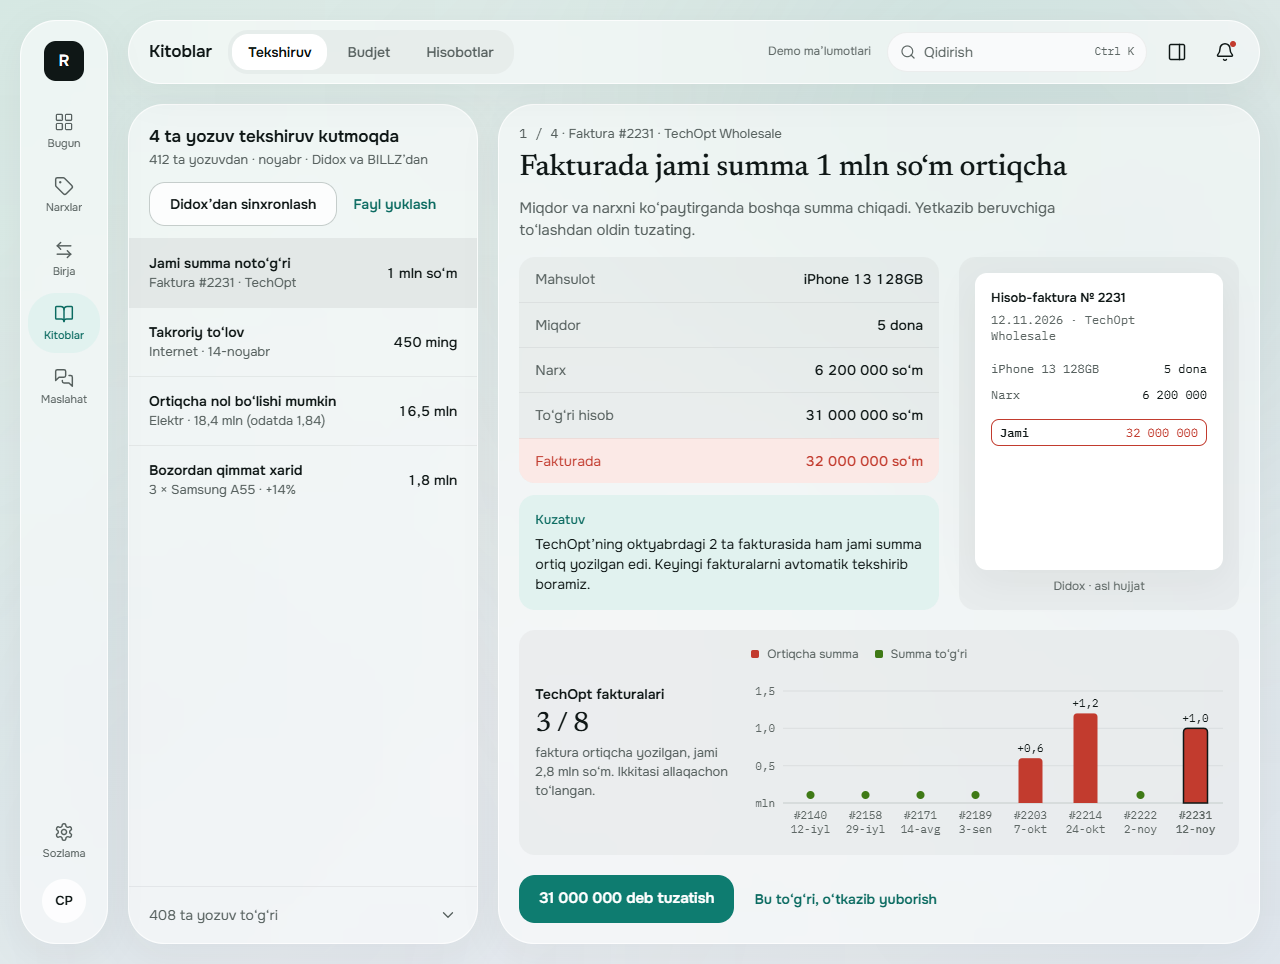 R
Bugun
Narxlar
Birja
Kitoblar
Maslahat
Sozlama
CP
Kitoblar
Tekshiruv
Budjet
Hisobotlar
Demo maʼlumotlari
Qidirish
Ctrl K
4 ta yozuv tekshiruv kutmoqda
412 ta yozuvdan · noyabr · Didox va BILLZ’dan
Didox’dan sinxronlash
Fayl yuklash
Jami summa noto‘g‘ri
Faktura #2231 · TechOpt
1 mln so‘m
Takroriy to‘lov
Internet · 14-noyabr
450 ming
Ortiqcha nol bo‘lishi mumkin
Elektr · 18,4 mln (odatda 1,84)
16,5 mln
Bozordan qimmat xarid
3 × Samsung A55 · +14%
1,8 mln
408 ta yozuv to‘g‘ri
1 / 4 · Faktura #2231 · TechOpt Wholesale
Fakturada jami summa 1 mln so‘m ortiqcha
Miqdor va narxni ko‘paytirganda boshqa summa chiqadi. Yetkazib beruvchiga
to‘lashdan oldin tuzating.
Mahsulot
iPhone 13 128GB
Miqdor
5 dona
Narx
6 200 000 so‘m
To‘g‘ri hisob
31 000 000 so‘m
Fakturada
32 000 000 so‘m
Kuzatuv
TechOpt’ning oktyabrdagi 2 ta fakturasida ham jami summa
ortiq yozilgan edi. Keyingi fakturalarni avtomatik tekshirib
boramiz.
Hisob-faktura № 2231
12.11.2026 · TechOpt
Wholesale
iPhone 13 128GB
5 dona
Narx
6 200 000
Jami
32 000 000
Didox · asl hujjat
TechOpt fakturalari
3 / 8
faktura ortiqcha yozilgan, jami
2,8 mln so‘m. Ikkitasi allaqachon
to‘langan.
Ortiqcha summa
Summa to‘g‘ri
1,5
1,0
0,5
mln
+0,6
+1,2
+1,0
#2140 #2158 #2171 #2189 #2203 #2214 #2222 #2231
12-iyl 29-iyl 14-avg 3-sen 7-okt 24-okt 2-noy 12-noy
31 000 000 deb tuzatish
Bu to‘g‘ri, o‘tkazib yuborish